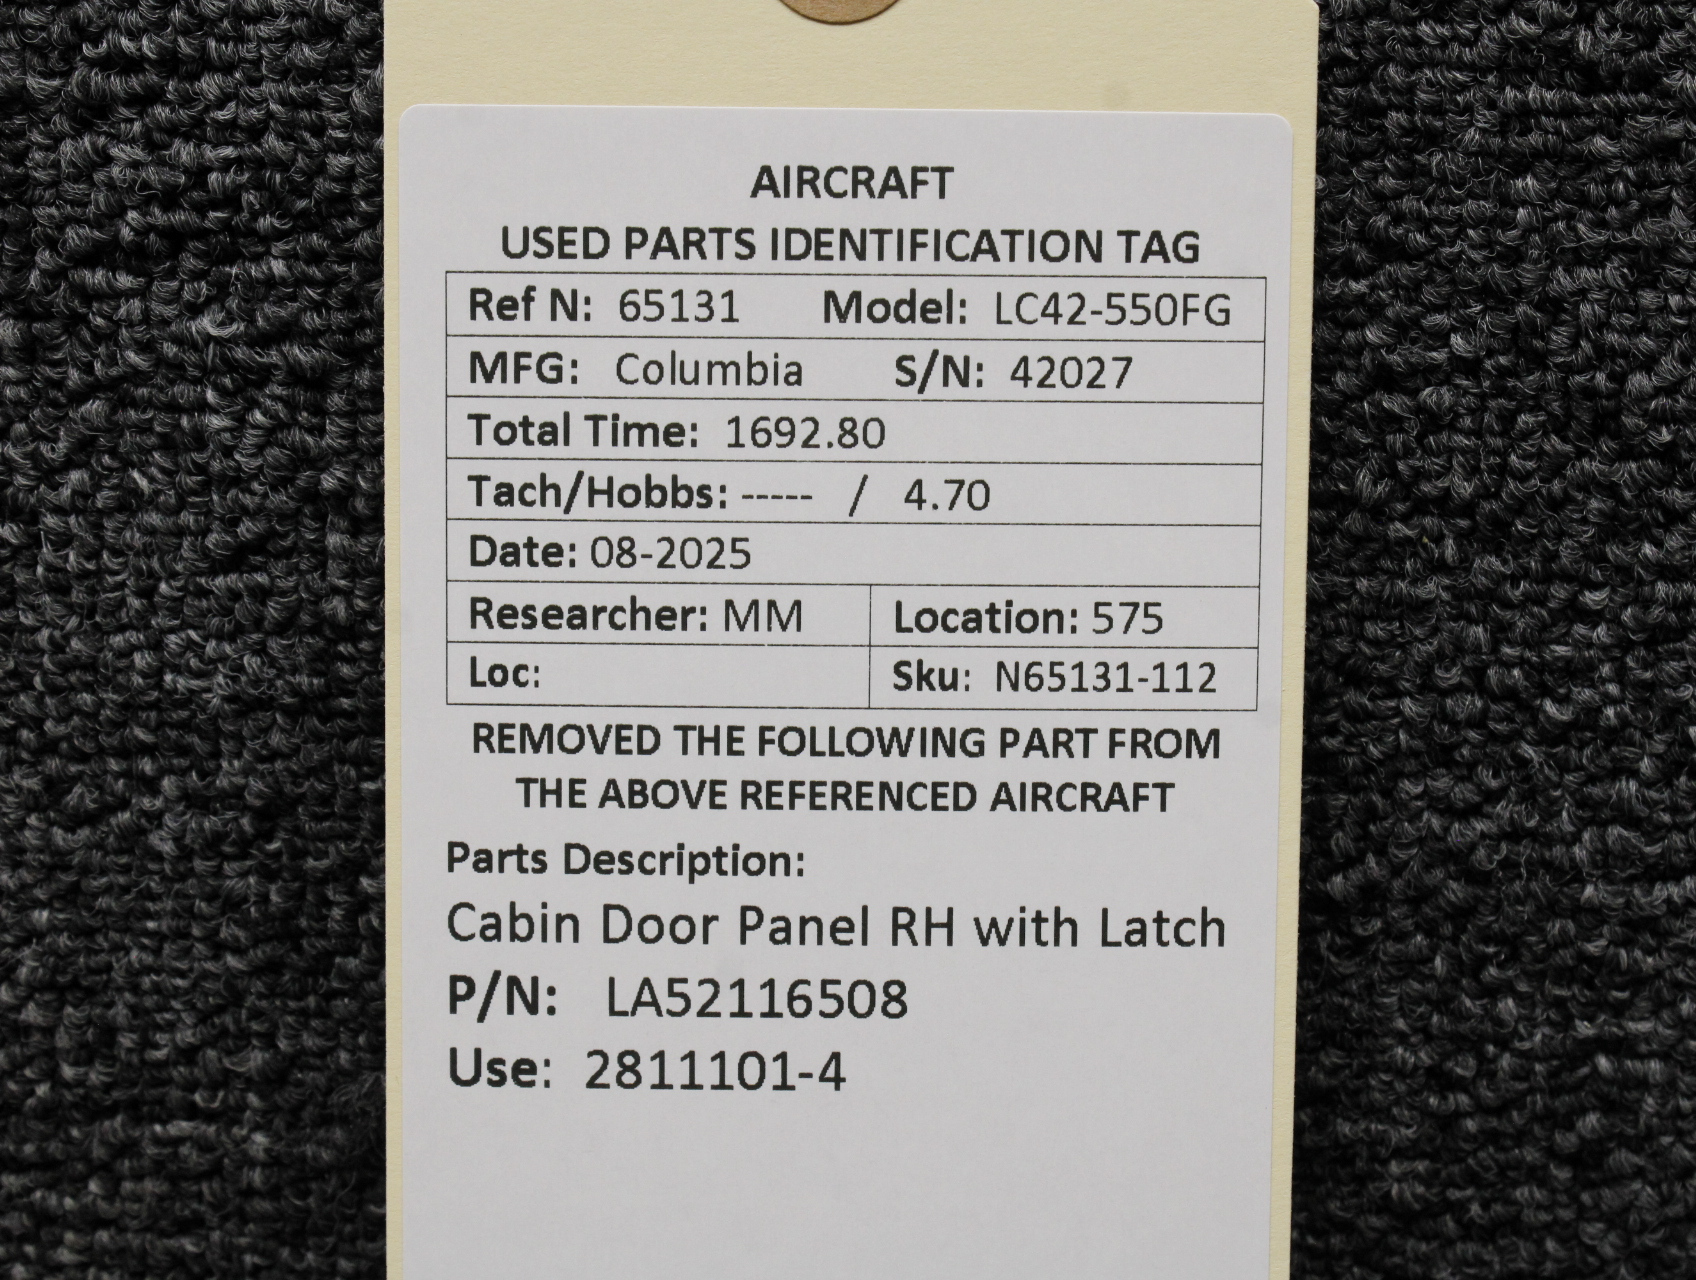 AIRCRAFT
USED PARTS IDENTIFICATION TAG
Ref N: 65131 Model: LC42-550FG
MFG: Columbia S/N: 42027
Total Time: 1692.80
Tach/Hobbs: ----- / 4.70
Date: 08-2025
Researcher: MM Location: 575
Loc: Sku: N65131-112
REMOVED THE FOLLOWING PART FROM
THE ABOVE REFERENCED AIRCRAFT
Parts Description:
Cabin Door Panel RH with Latch
P/N: LA52116508
Use: 2811101-4